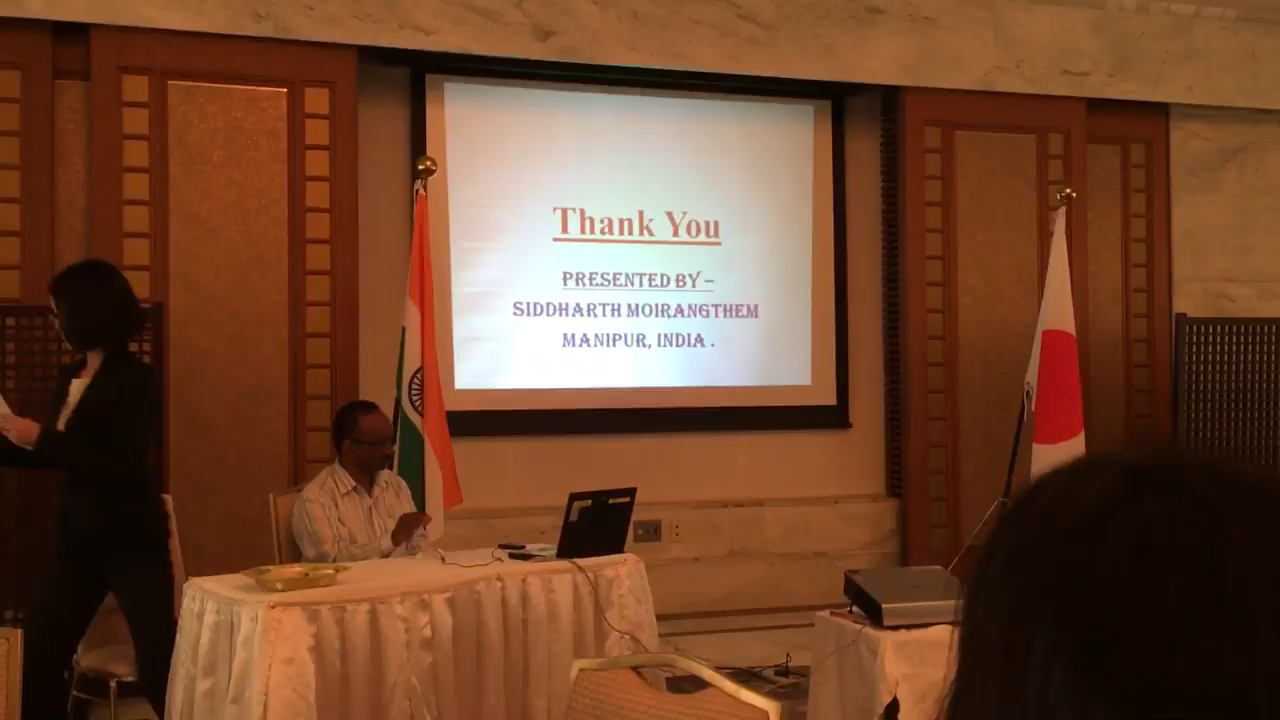 Thank You
PRESENTED BY –
SIDDHARTH MOIRANGTHEM
MANIPUR, INDIA .